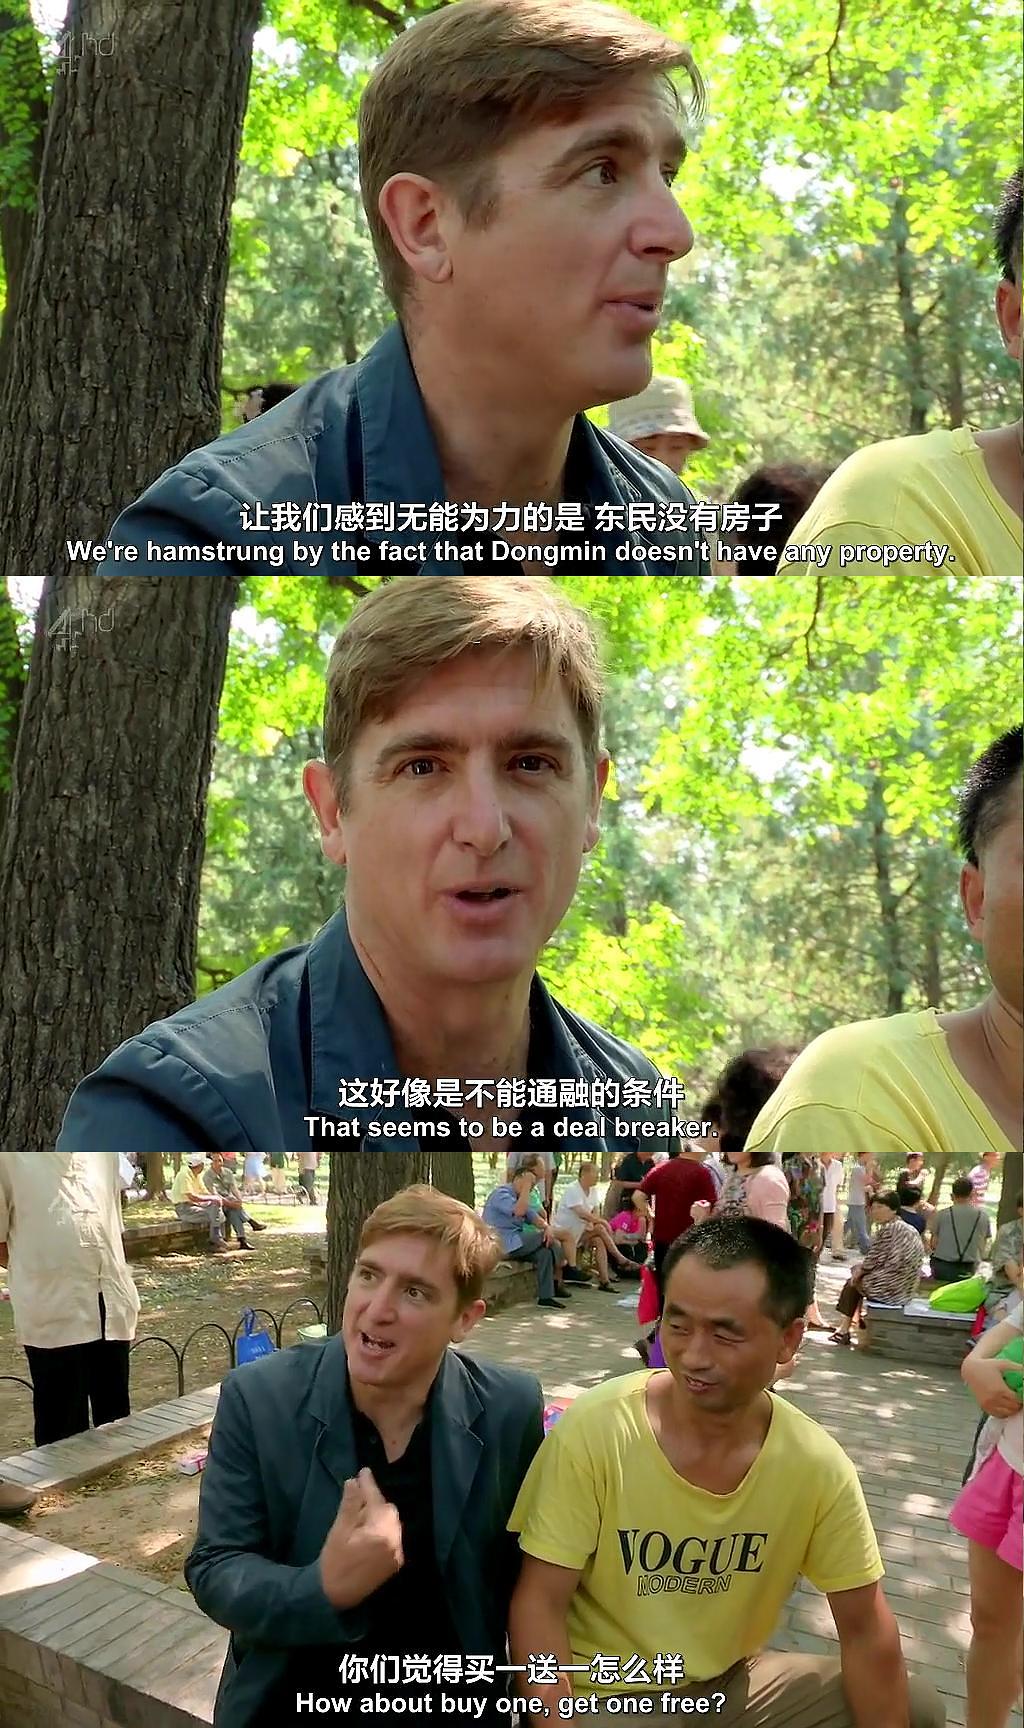 4hd
让我们感到无能为力的是 东民没有房子
We're hamstrung by the fact that Dongmin doesn't have any property.
4hd
这好像是不能通融的条件
That seems to be a deal breaker.
VOGUE
MODERN
你们觉得买一送一怎么样
How about buy one, get one free?